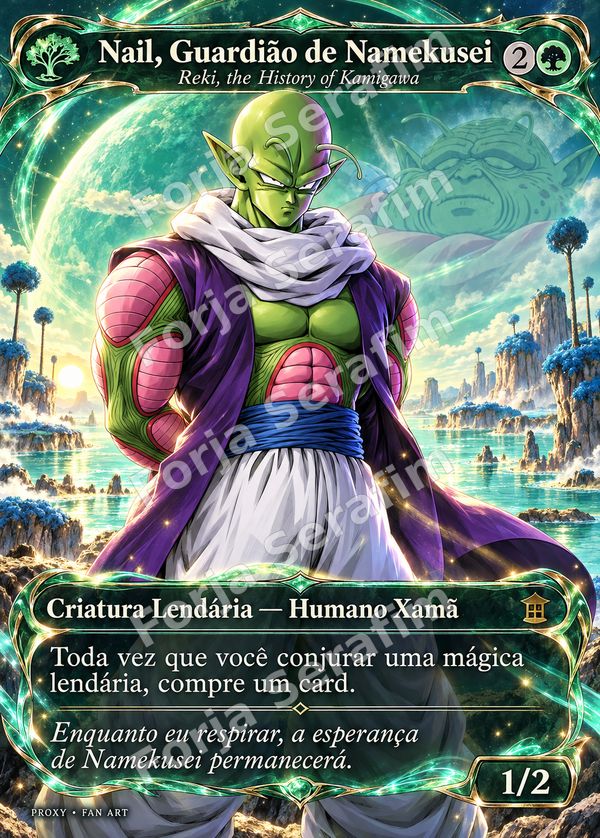 Nail, Guardião de Namekusei 2
Reki, the History of Kamigawa
Forja Serafim
Forja Serafim
Forja Serafim
Forja Serafim
Forja Serafim
Criatura Lendária — Humano Xamã
Toda vez que você conjurar uma mágica
lendária, compre um card.
Enquanto eu respirar, a esperança
de Namekusei permanecerá.
1/2
PROXY • FAN ART